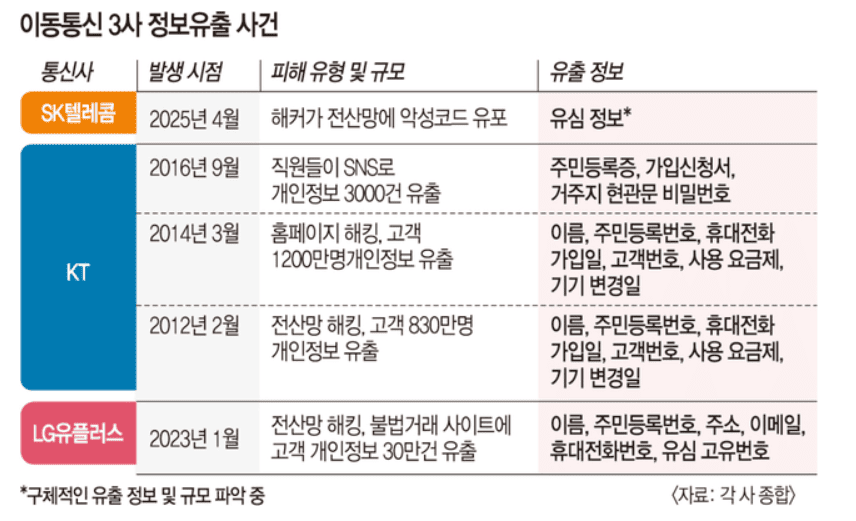 이동통신 3사 정보유출 사건
통신사 발생 시점 피해 유형 및 규모 유출 정보
SK텔레콤 2025년 4월 해커가 전산망에 악성코드 유포 유심 정보*
KT
2016년 9월 직원들이 SNS로 주민등록증, 가입신청서,
개인정보 3000건 유출 거주지 현관문 비밀번호
2014년 3월 홈페이지 해킹, 고객 이름, 주민등록번호, 휴대전화
1200만명개인정보 유출 가입일, 고객번호, 사용 요금제,
기기 변경일
2012년 2월 전산망 해킹, 고객 830만명 이름, 주민등록번호, 휴대전화
개인정보 유출 가입일, 고객번호, 사용 요금제,
기기 변경일
LG유플러스 2023년 1월 전산망 해킹, 불법거래 사이트에 이름, 주민등록번호, 주소, 이메일,
고객 개인정보 30만건 유출 휴대전화번호, 유심 고유번호
*구체적인 유출 정보 및 규모 파악 중 〈자료: 각 사 종합〉